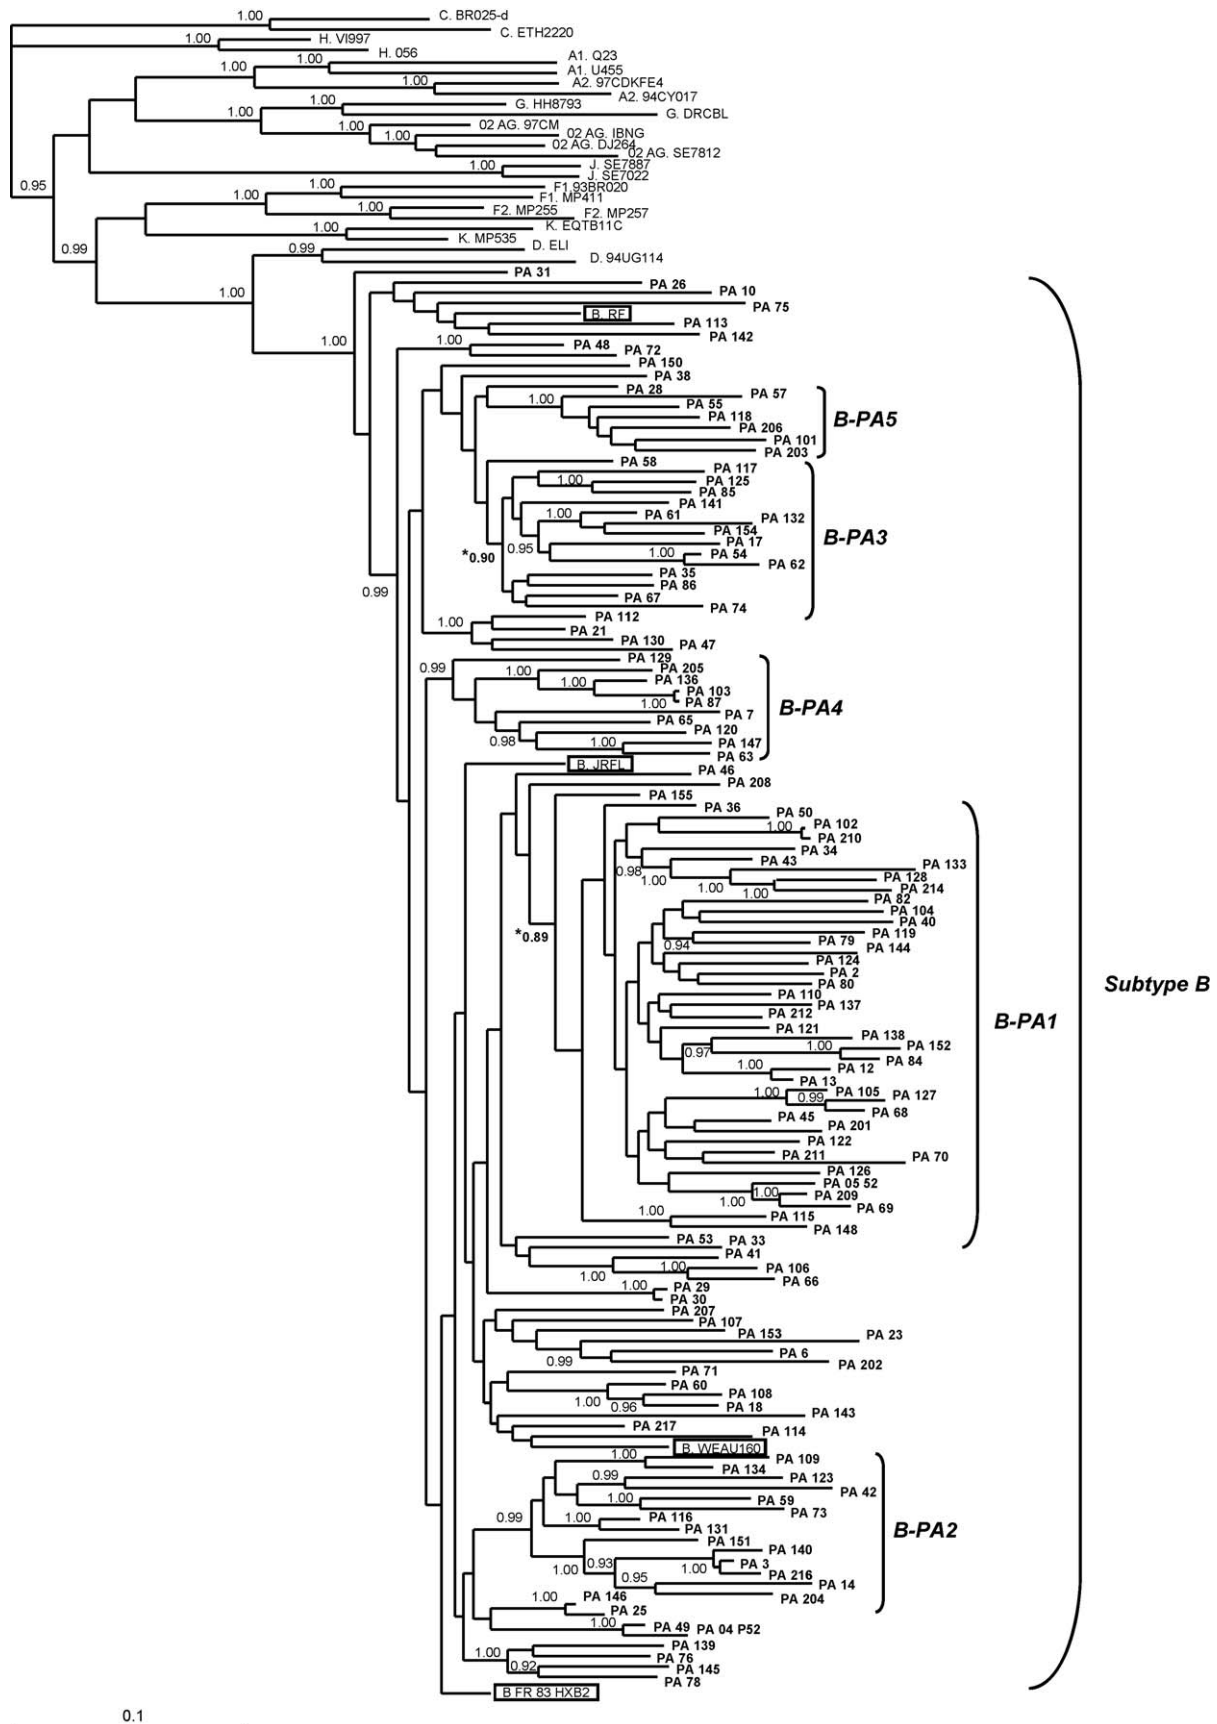 1.00
C. BR025-d
C. ETH2220
1.00
H. VI997
H. 056
1.00
1.00
A1. Q23
A1. U455
1.00
A2. 97CDKFE4
A2. 94CY017
1.00
1.00
G. HH8793
G. DRCBL
1.00
02 AG. 97CM
1.00
02 AG. IBNG
02 AG. DJ264
02 AG. SE7812
1.00
J. SE7887
J. SE7022
0.95
1.00
1.00
F1.93BR020
F1. MP411
1.00
F2. MP255
F2. MP257
1.00
K. EQTB11C
K. MP535
0.99
0.99
D. ELI
D. 94UG114
1.00
PA 31
PA 26
PA 10
PA 75
B. RF
PA 113
PA 142
1.00
1.00
PA 48
PA 72
PA 150
PA 38
PA 28
PA 57
1.00
PA 55
PA 118
PA 206
PA 101
PA 203
B-PA5
PA 58
PA 117
1.00
PA 125
PA 85
PA 141
1.00
PA 61
PA 132
PA 154
0.95
PA 17
1.00
PA 54
PA 62
*0.90
PA 35
PA 86
PA 67
PA 74
B-PA3
0.99
1.00
PA 112
PA 21
PA 130
PA 47
0.99
PA 129
1.00
PA 205
1.00
PA 136
PA 103
1.00
PA 87
PA 7
PA 65
0.98
PA 120
1.00
PA 147
PA 63
B-PA4
B. JRFL
PA 46
PA 208
PA 155
PA 36
PA 50
1.00
PA 102
PA 210
PA 34
0.98
PA 43
1.00
PA 133
1.00
PA 128
1.00
PA 214
PA 82
PA 104
PA 40
*0.89
PA 119
0.94
PA 79
PA 144
PA 124
PA 2
PA 80
Subtype B
PA 110
PA 137
PA 212
B-PA1
PA 121
PA 138
0.97
1.00
PA 152
PA 84
1.00
PA 12
PA 13
1.00
PA 105
0.99
PA 127
PA 68
PA 45
PA 201
PA 122
PA 211
PA 70
PA 126
PA 05 52
1.00
1.00
PA 209
PA 69
1.00
PA 115
PA 148
PA 53
PA 33
PA 41
1.00
1.00
PA 106
PA 66
1.00
PA 29
PA 30
PA 207
PA 107
PA 153
PA 23
0.99
PA 6
PA 202
PA 71
PA 60
1.00
PA 108
0.96
PA 18
PA 143
PA 217
PA 114
B. WEAU160
1.00
PA 109
PA 134
0.99
PA 123
PA 42
1.00
PA 59
PA 73
0.99
1.00
PA 116
PA 131
B-PA2
PA 151
1.00
0.93
PA 140
1.00
PA 3
PA 216
0.95
PA 14
PA 204
1.00
PA 146
PA 25
1.00
PA 49
PA 04 P52
1.00
PA 139
PA 76
0.92
PA 145
PA 78
B FR 83 HXB2
0.1